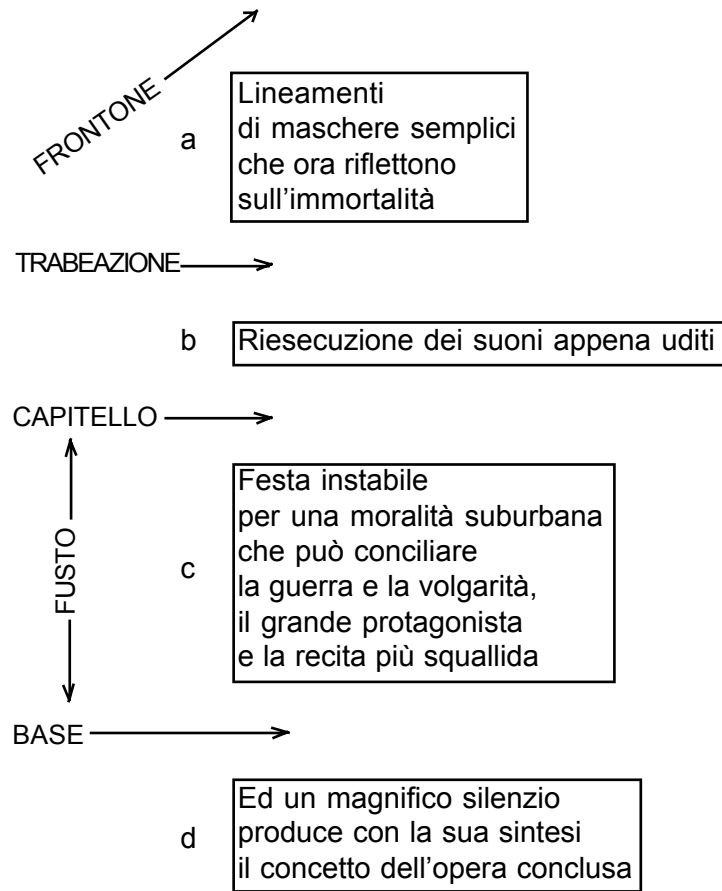 FRONTONE
a
Lineamenti
di maschere semplici
che ora riflettono
sull’immortalità
TRABEAZIONE
b
Riesecuzione dei suoni appena uditi
CAPITELLO
FUSTO
c
Festa instabile
per una moralità suburbana
che può conciliare
la guerra e la volgarità,
il grande protagonista
e la recita più squallida
BASE
d
Ed un magnifico silenzio
produce con la sua sintesi
il concetto dell’opera conclusa